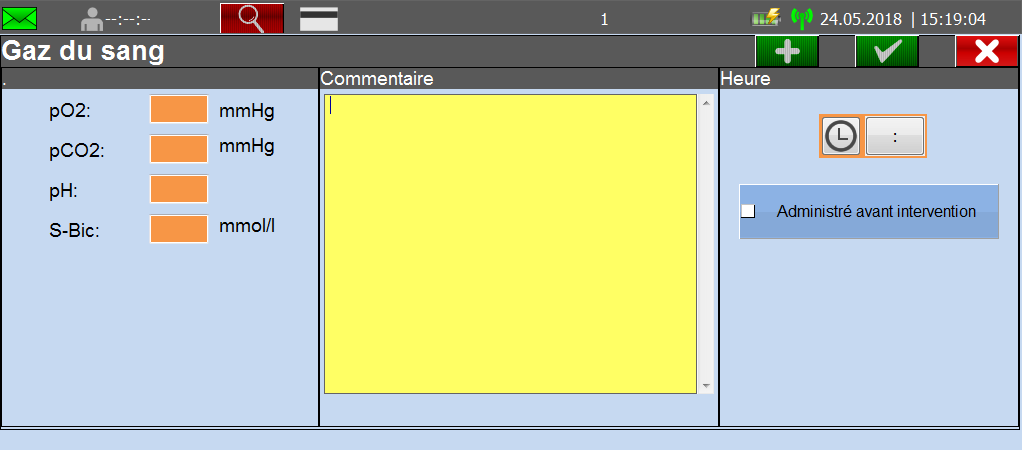 --:--:-- 1 24.05.2018 | 15:19:04
Gaz du sang
. Commentaire Heure
pO2: mmHg
pCO2: mmHg
:
pH:
Administré avant intervention
S-Bic: mmol/l